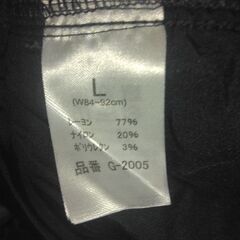 L
(W84~92cm)
レーヨン 77%
ナイロン 20%
ポリウレタン 3%
品番 G-2005